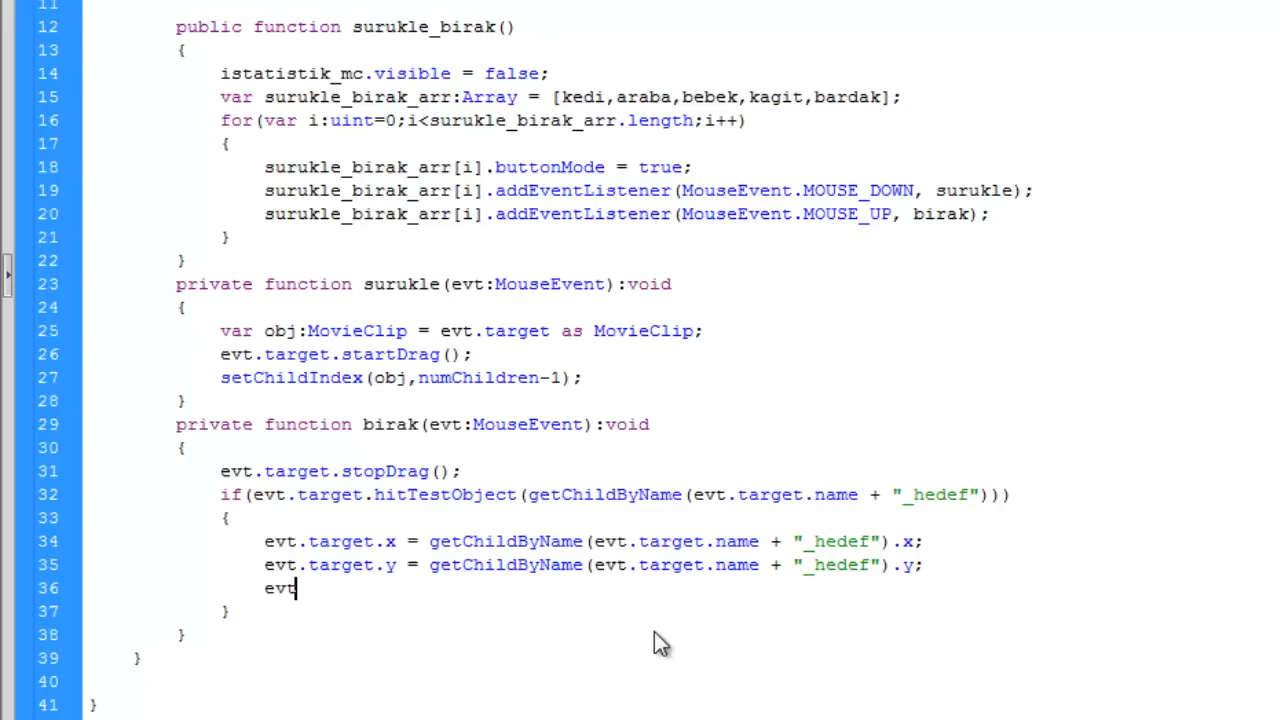 11
12 public function surukle_birak()
13 {
14 istatistik_mc.visible = false;
15 var surukle_birak_arr:Array = [kedi,araba,bebek,kagit,bardak];
16 for(var i:uint=0;i<surukle_birak_arr.length;i++)
17 {
18 surukle_birak_arr[i].buttonMode = true;
19 surukle_birak_arr[i].addEventListener(MouseEvent.MOUSE_DOWN, surukle);
20 surukle_birak_arr[i].addEventListener(MouseEvent.MOUSE_UP, birak);
21 }
22 }
23 private function surukle(evt:MouseEvent):void
24 {
25 var obj:MovieClip = evt.target as MovieClip;
26 evt.target.startDrag();
27 setChildIndex(obj,numChildren-1);
28 }
29 private function birak(evt:MouseEvent):void
30 {
31 evt.target.stopDrag();
32 if(evt.target.hitTestObject(getChildByName(evt.target.name + "_hedef")))
33 {
34 evt.target.x = getChildByName(evt.target.name + "_hedef").x;
35 evt.target.y = getChildByName(evt.target.name + "_hedef").y;
36 evt
37 }
38 }
39 }
40
41 }